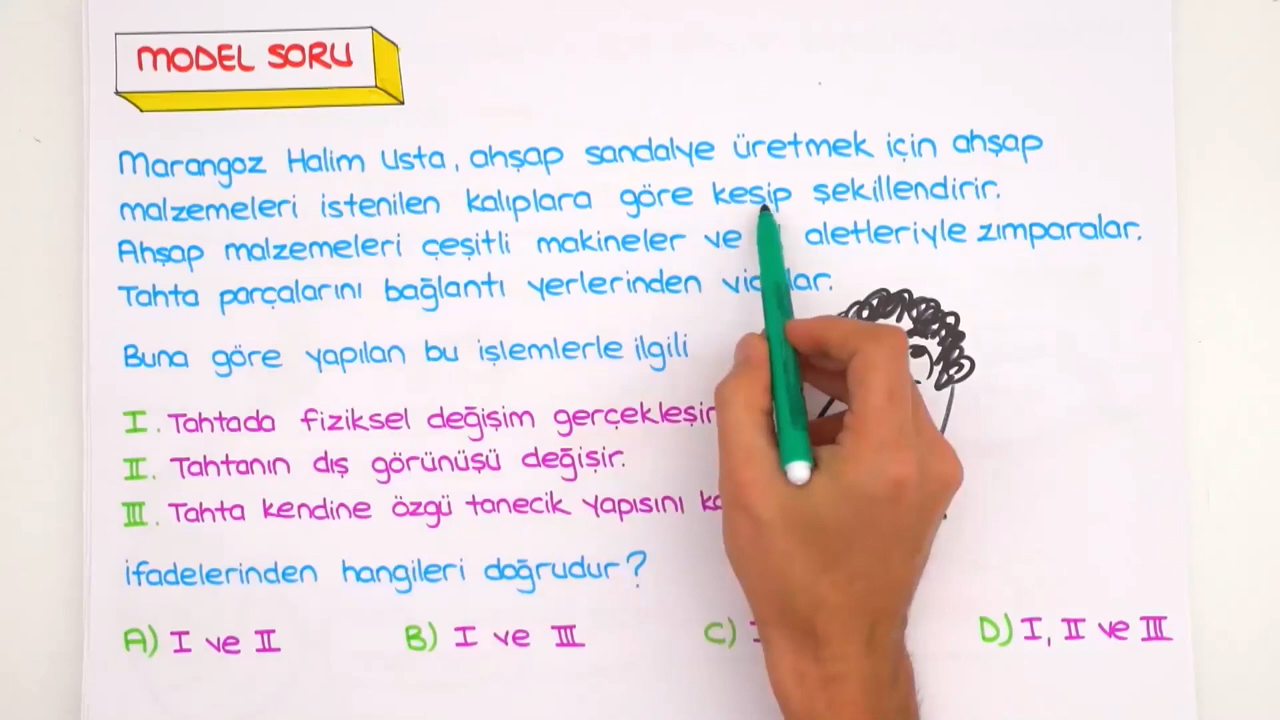 MODEL SORU
Marangoz Halim Usta, ahşap sandalye üretmek için ahşap
malzemeleri istenilen kalıplara göre kesip şekillendirir.
Ahşap malzemeleri çeşitli makineler ve aletleriyle zımparalar.
Tahta parçalarını bağlantı yerlerinden
Buna göre yapılan bu işlemlerle ilgili
I. Tahtada fiziksel değişim gerçekleşir
II. Tahtanın dış görünüşü değişir.
III. Tahta kendine özgü tanecik yapısını
ifadelerinden hangileri doğrudur?
A) I ve II B) I ve III C) D) I, II ve III